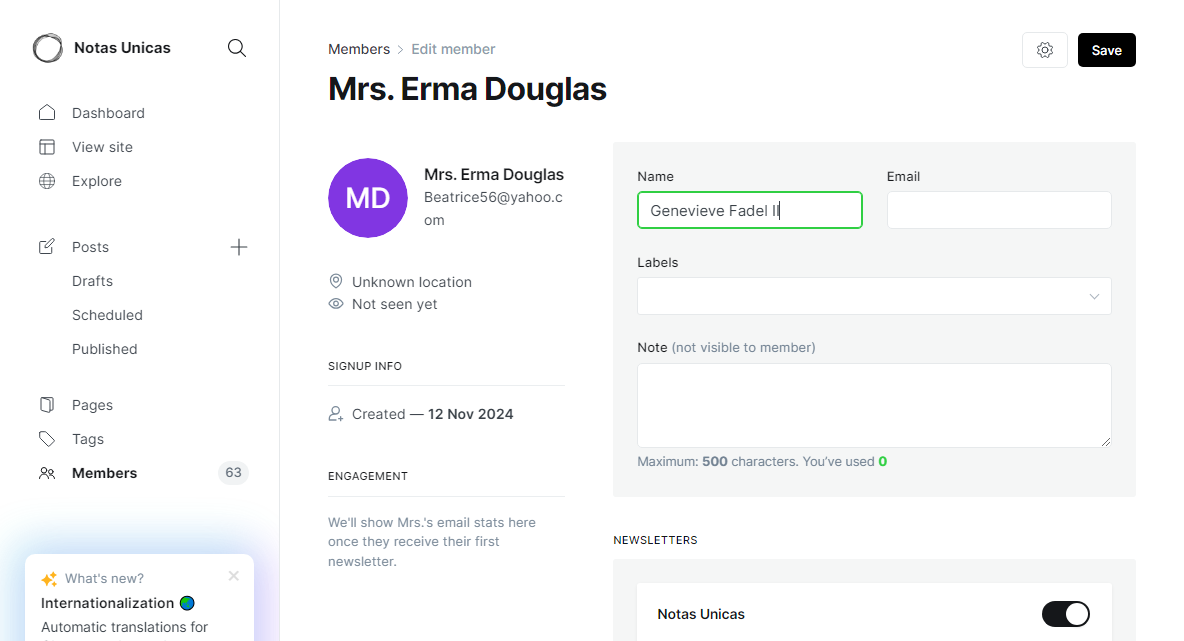 Notas Unicas
Dashboard
View site
Explore
Posts
Drafts
Scheduled
Published
Pages
Tags
Members 63
What's new?
Internationalization
Automatic translations for
Members > Edit member
Save
Mrs. Erma Douglas
MD
Mrs. Erma Douglas
Beatrice56@yahoo.c
om
Unknown location
Not seen yet
SIGNUP INFO
Created — 12 Nov 2024
ENGAGEMENT
We'll show Mrs.'s email stats here
once they receive their first
newsletter.
Name
Genevieve Fadel II
Email
Labels
Note (not visible to member)
Maximum: 500 characters. You've used 0
NEWSLETTERS
Notas Unicas